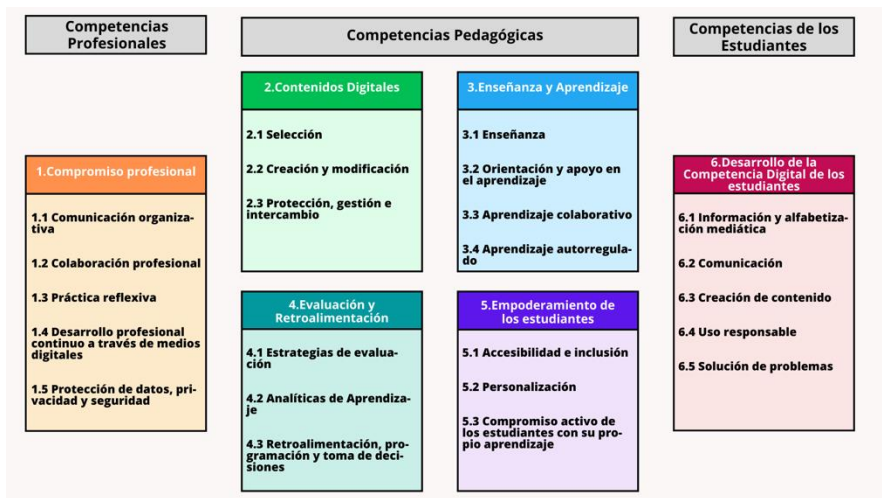 Competencias
Profesionales
Competencias Pedagógicas
Competencias de los
Estudiantes
1.Compromiso profesional
1.1 Comunicación organiza-
tiva
1.2 Colaboración profesional
1.3 Práctica reflexiva
1.4 Desarrollo profesional
continuo a través de medios
digitales
1.5 Protección de datos, pri-
vacidad y seguridad
2.Contenidos Digitales
2.1 Selección
2.2 Creación y modificación
2.3 Protección, gestión e
intercambio
3.Enseñanza y Aprendizaje
3.1 Enseñanza
3.2 Orientación y apoyo en
el aprendizaje
3.3 Aprendizaje colaborativo
3.4 Aprendizaje autorregula-
do
4.Evaluación y
Retroalimentación
4.1 Estrategias de evalua-
ción
4.2 Analíticas de Aprendiza-
je
4.3 Retroalimentación, pro-
gramación y toma de deci-
siones
5.Empoderamiento de
los estudiantes
5.1 Accesibilidad e inclusión
5.2 Personalización
5.3 Compromiso activo de
los estudiantes con su pro-
pio aprendizaje
6.Desarrollo de la
Competencia Digital de los
estudiantes
6.1 Información y alfabetiza-
ción mediática
6.2 Comunicación
6.3 Creación de contenido
6.4 Uso responsable
6.5 Solución de problemas